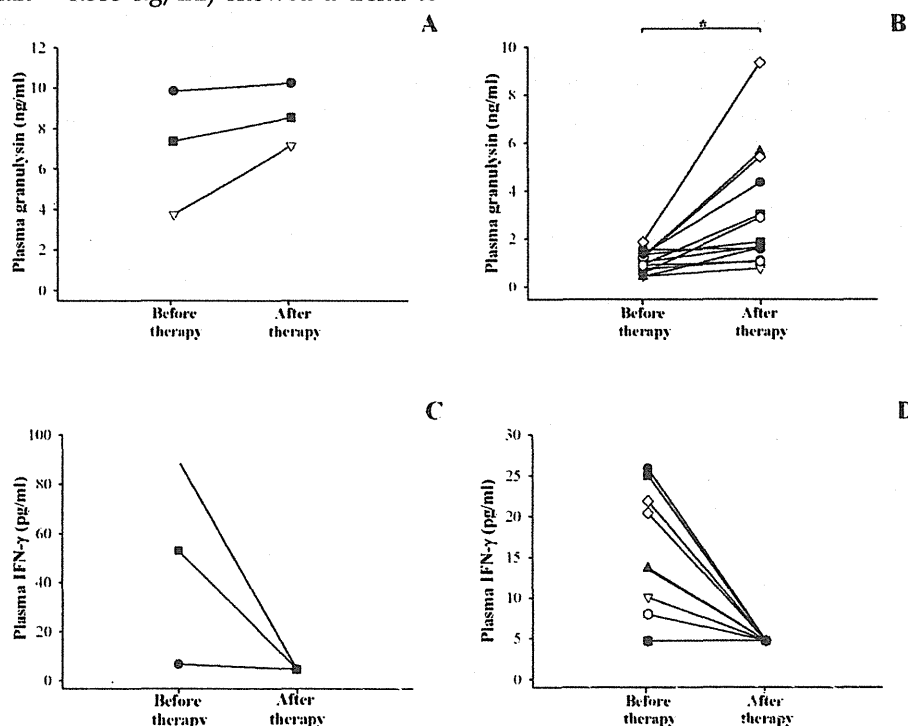 A
B
*
Plasma granulysin (ng/ml)
12
10
8
6
4
2
0
Before therapy
After therapy
Plasma granulysin (ng/ml)
10
8
6
4
2
0
Before therapy
After therapy
C
D
Plasma IFN-γ (pg/ml)
100
80
60
40
20
0
Before therapy
After therapy
Plasma IFN-γ (pg/ml)
30
25
20
15
10
5
0
Before therapy
After therapy